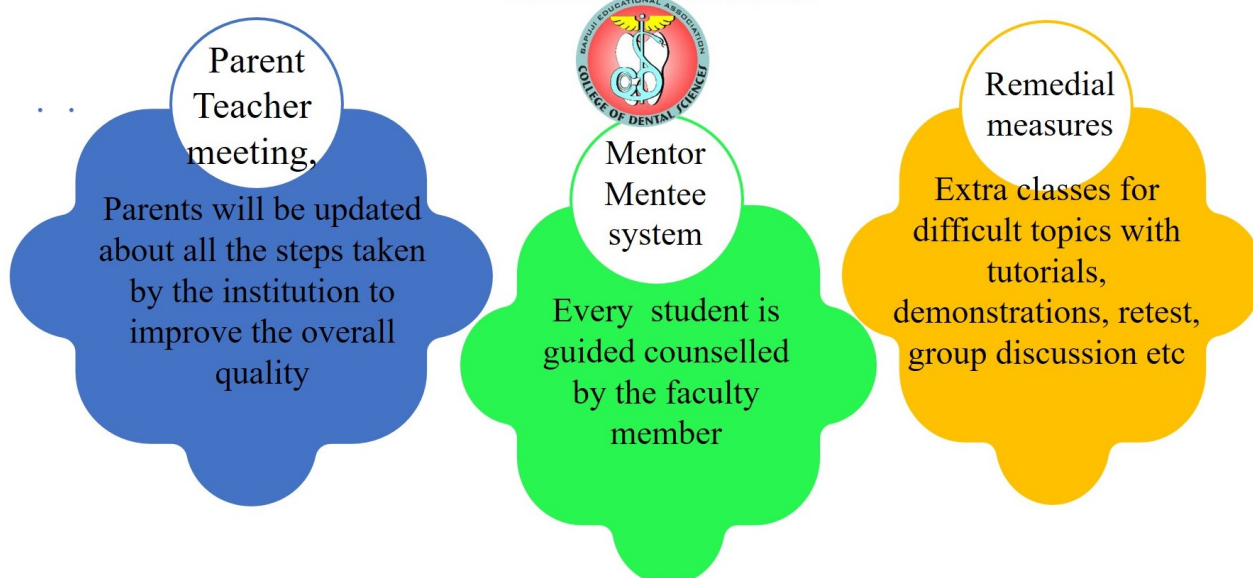 BAPUJI EDUCATIONAL ASSOCIATION
COLLEGE OF DENTAL SCIENCES
Parent
Teacher
meeting,
Parents will be updated
about all the steps taken
by the institution to
improve the overall
quality
Mentor
Mentee
system
Every student is
guided counselled
by the faculty
member
Remedial
measures
Extra classes for
difficult topics with
tutorials,
demonstrations, retest,
group discussion etc